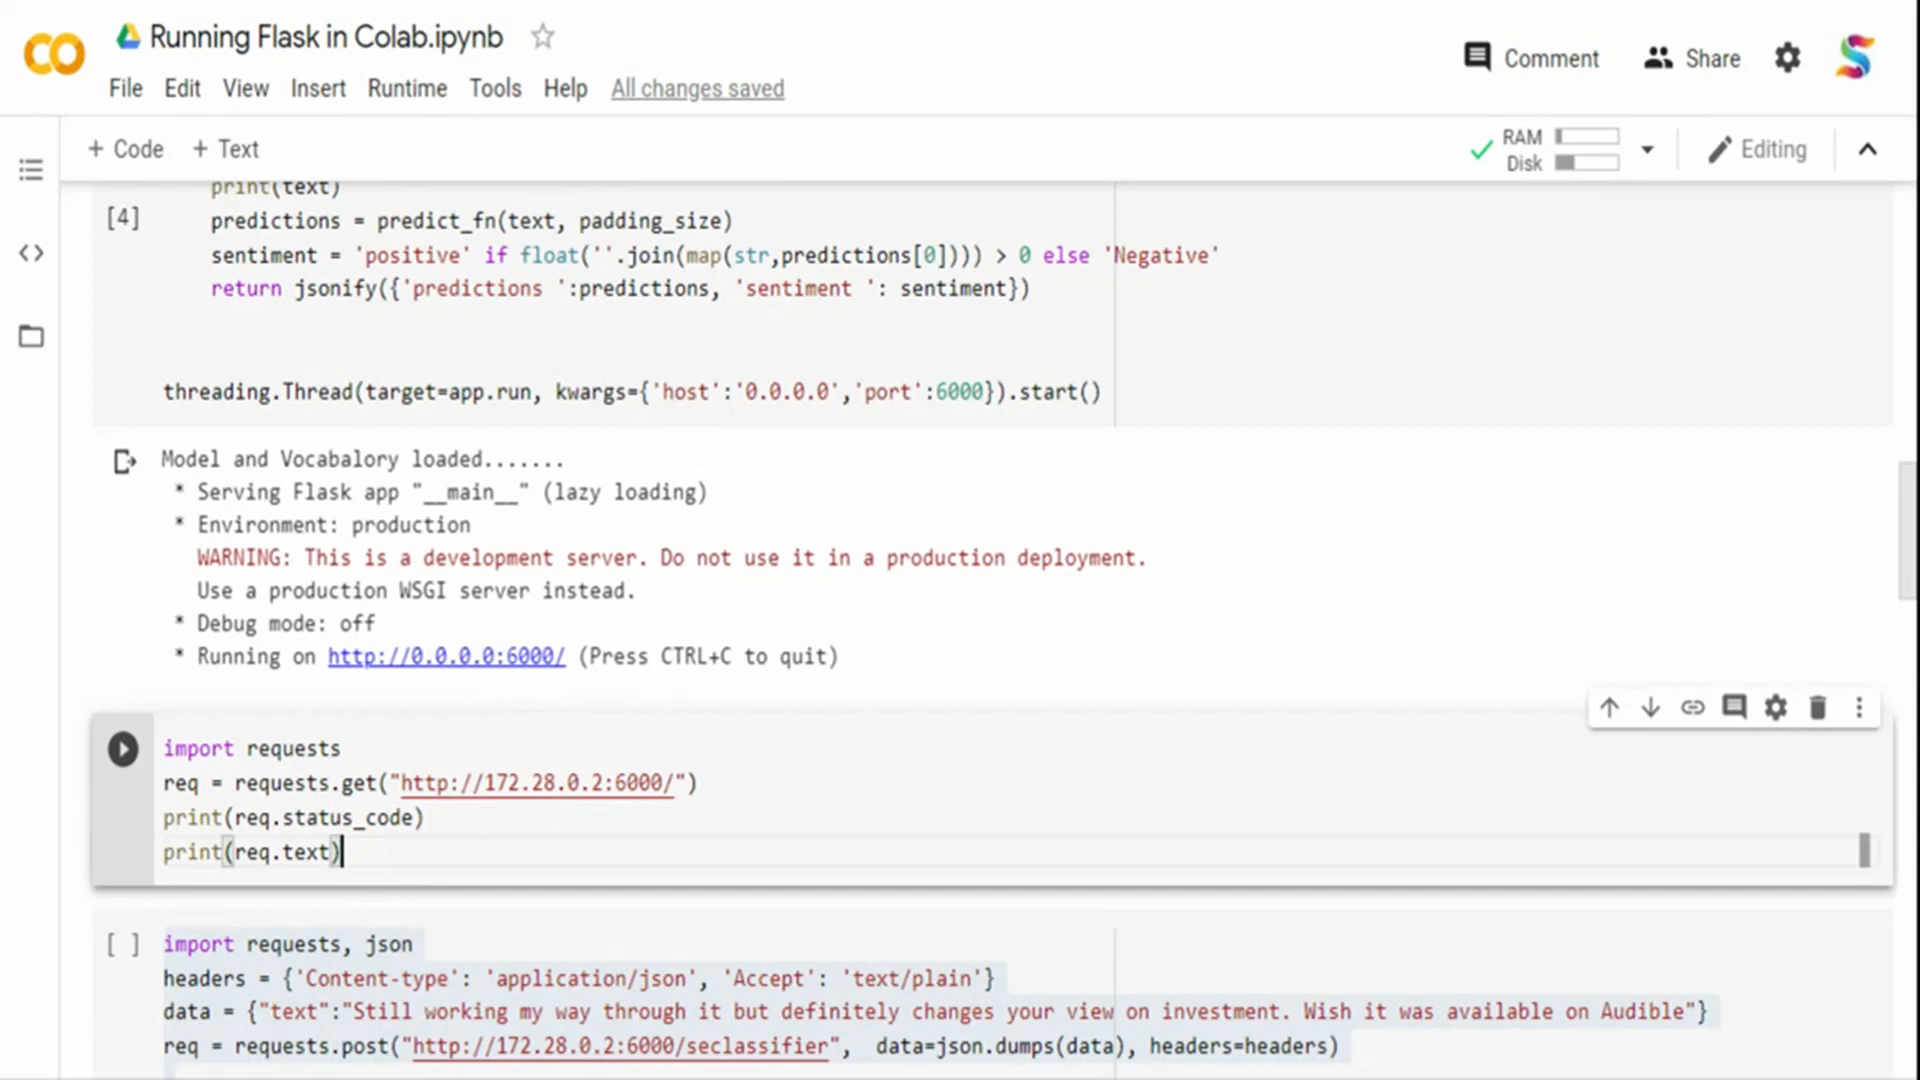 Running Flask in Colab.ipynb
Comment
Share
File Edit View Insert Runtime Tools Help All changes saved
+ Code + Text
RAM
Disk
Editing
print(text)
[4]
predictions = predict_fn(text, padding_size)
sentiment = 'positive' if float(''.join(map(str,predictions[0]))) > 0 else 'Negative'
return jsonify({'predictions ':predictions, 'sentiment ': sentiment})
threading.Thread(target=app.run, kwargs={'host':'0.0.0.0','port':6000}).start()
Model and Vocabalory loaded.......
* Serving Flask app "__main__" (lazy loading)
* Environment: production
WARNING: This is a development server. Do not use it in a production deployment.
Use a production WSGI server instead.
* Debug mode: off
* Running on http://0.0.0.0:6000/ (Press CTRL+C to quit)
import requests
req = requests.get("http://172.28.0.2:6000/")
print(req.status_code)
print(req.text)
[ ]
import requests, json
headers = {'Content-type': 'application/json', 'Accept': 'text/plain'}
data = {"text":"Still working my way through it but definitely changes your view on investment. Wish it was available on Audible"}
req = requests.post("http://172.28.0.2:6000/seclassifier", data=json.dumps(data), headers=headers)